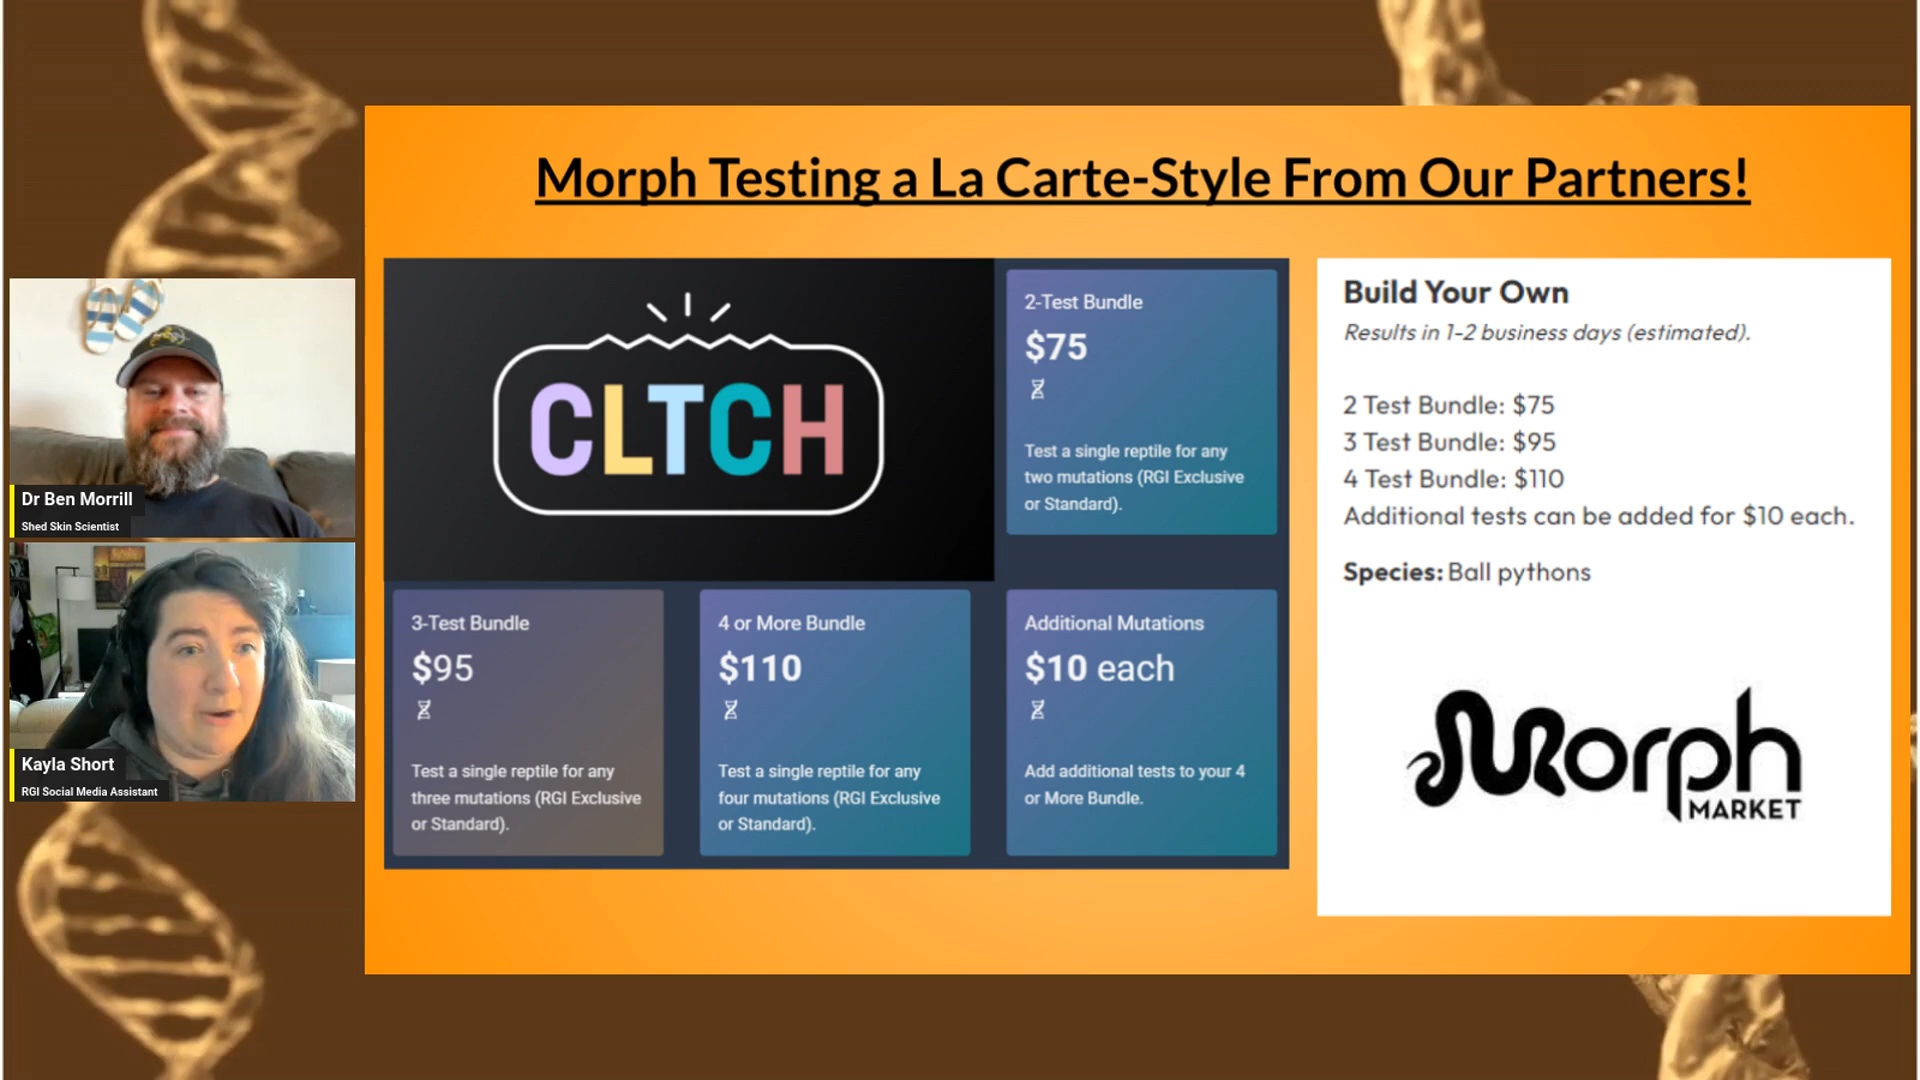 Morph Testing a La Carte-Style From Our Partners!
CLTCH
2-Test Bundle
$75
Test a single reptile for any
two mutations (RGI Exclusive
or Standard).
3-Test Bundle
$95
Test a single reptile for any
three mutations (RGI Exclusive
or Standard).
4 or More Bundle
$110
Test a single reptile for any
four mutations (RGI Exclusive
or Standard).
Additional Mutations
$10 each
Add additional tests to your 4
or More Bundle.
Build Your Own
Results in 1-2 business days (estimated).
2 Test Bundle: $75
3 Test Bundle: $95
4 Test Bundle: $110
Additional tests can be added for $10 each.
Species: Ball pythons
Morph
MARKET
Dr Ben Morrill
Shed Skin Scientist
Kayla Short
RGI Social Media Assistant